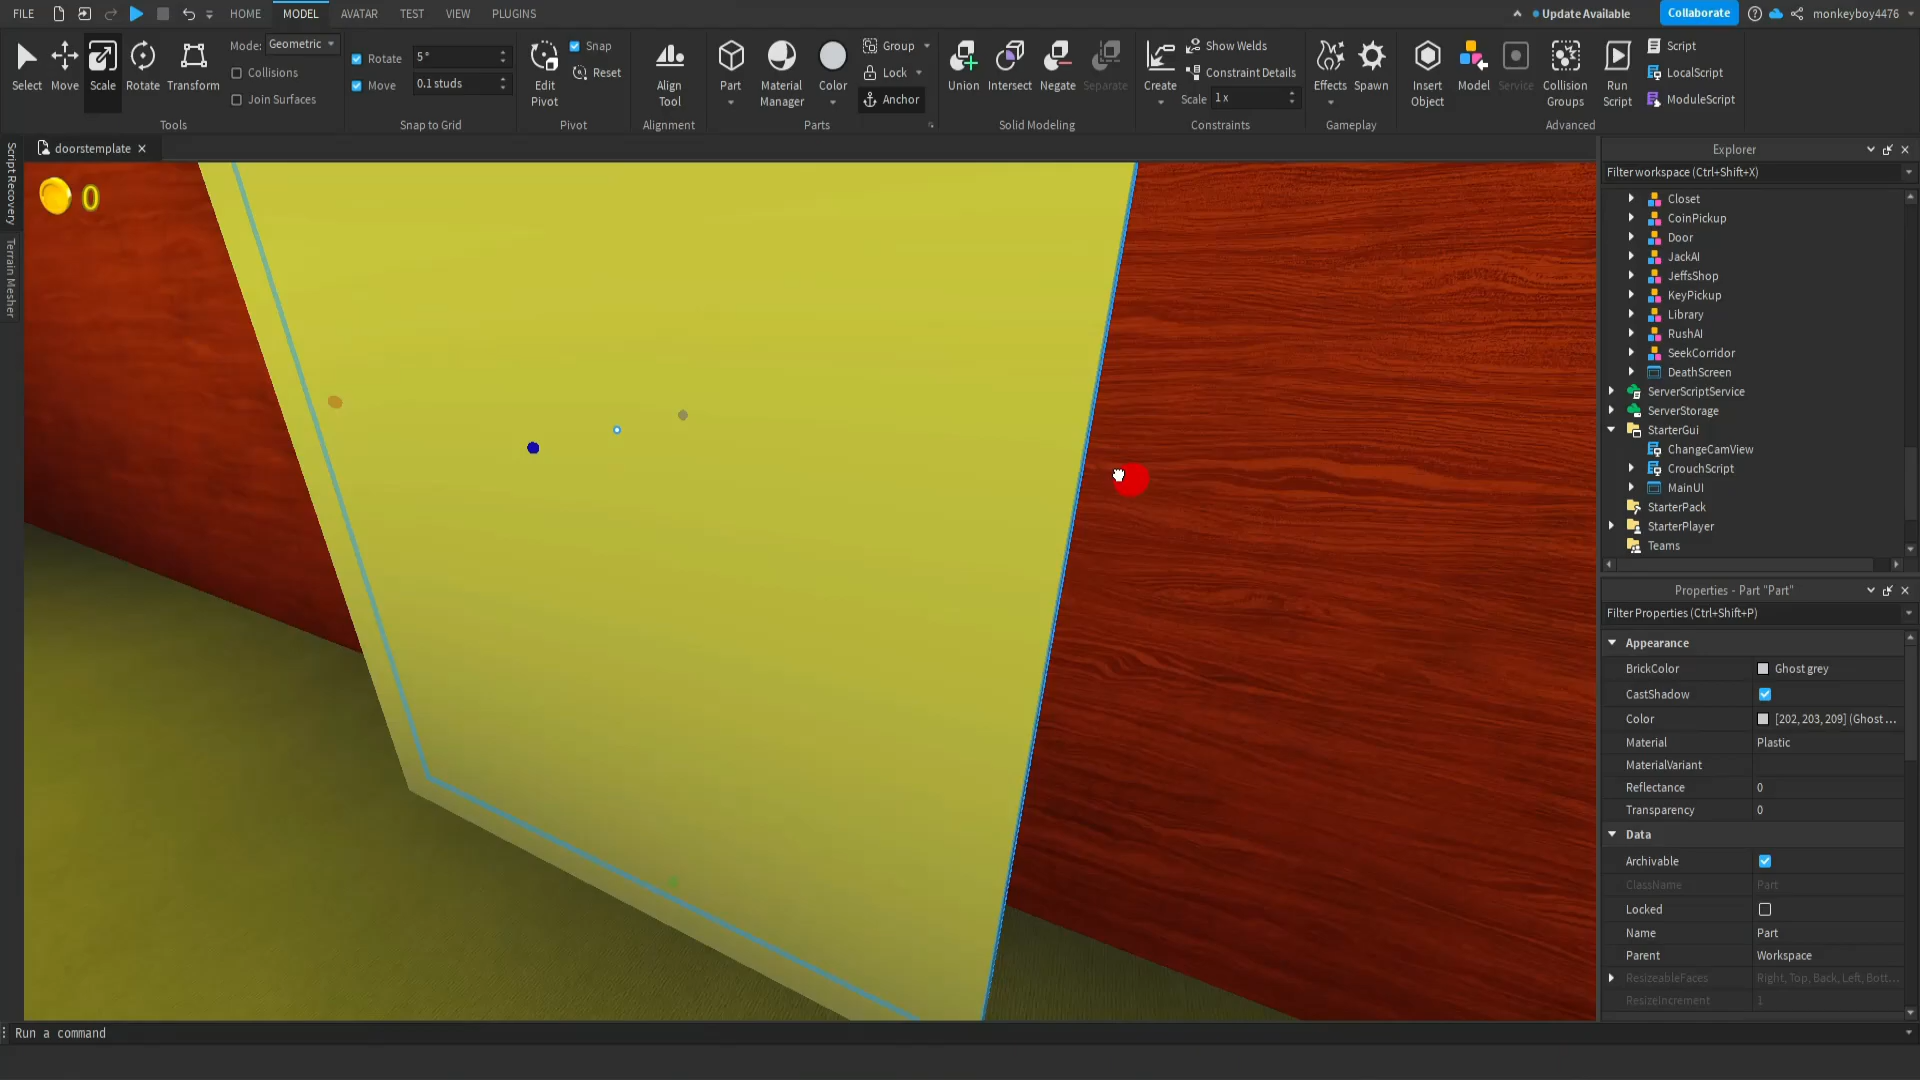 FILE
HOME
MODEL
AVATAR
TEST
VIEW
PLUGINS
Update Available
Collaborate
monkeyboy4476
Select
Move
Scale
Rotate
Transform
Mode: Geometric
Collisions
Join Surfaces
Tools
Rotate 5°
Move 0.1 studs
Snap to Grid
Edit Pivot
Snap
Reset
Pivot
Align Tool
Alignment
Part
Material Manager
Color
Group
Lock
Anchor
Parts
Union
Intersect
Negate
Separate
Solid Modeling
Create
Show Welds
Constraint Details
Scale 1 x
Constraints
Effects
Spawn
Gameplay
Insert Object
Model
Service
Collision Groups
Run Script
Script
LocalScript
ModuleScript
Advanced
doorstemplate
Script Recovery
Terrain Mesher
0
Explorer
Filter workspace (Ctrl+Shift+X)
Closet
CoinPickup
Door
JackAI
JeffsShop
KeyPickup
Library
RushAI
SeekCorridor
DeathScreen
ServerScriptService
ServerStorage
StarterGui
ChangeCamView
CrouchScript
MainUI
StarterPack
StarterPlayer
Teams
Properties - Part "Part"
Filter Properties (Ctrl+Shift+P)
Appearance
BrickColor Ghost grey
CastShadow
Color [202, 203, 209] (Ghost ...
Material Plastic
MaterialVariant
Reflectance 0
Transparency 0
Data
Archivable
ClassName Part
Locked
Name Part
Parent Workspace
ResizeableFaces Right, Top, Back, Left, Bott...
ResizeIncrement 1
Run a command